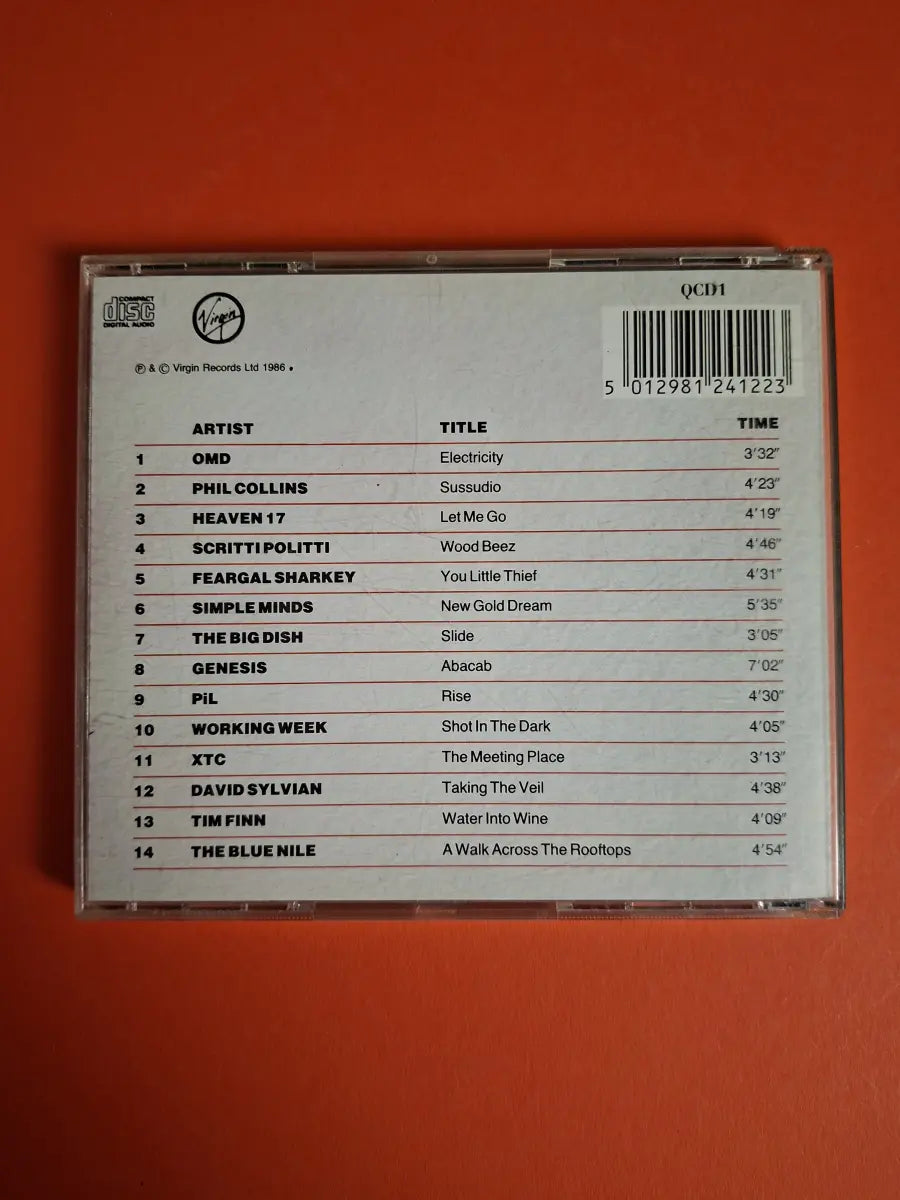 QCD1
COMPACT
disc
DIGITAL AUDIO
Virgin
℗ & © Virgin Records Ltd 1986.
5 012981 241223
ARTIST TITLE TIME
1 OMD Electricity 3'32"
2 PHIL COLLINS Sussudio 4'23"
3 HEAVEN 17 Let Me Go 4'19"
4 SCRITTI POLITTI Wood Beez 4'46"
5 FEARGAL SHARKEY You Little Thief 4'31"
6 SIMPLE MINDS New Gold Dream 5'35"
7 THE BIG DISH Slide 3'05"
8 GENESIS Abacab 7'02"
9 PiL Rise 4'30"
10 WORKING WEEK Shot In The Dark 4'05"
11 XTC The Meeting Place 3'13"
12 DAVID SYLVIAN Taking The Veil 4'38"
13 TIM FINN Water Into Wine 4'09"
14 THE BLUE NILE A Walk Across The Rooftops 4'54"